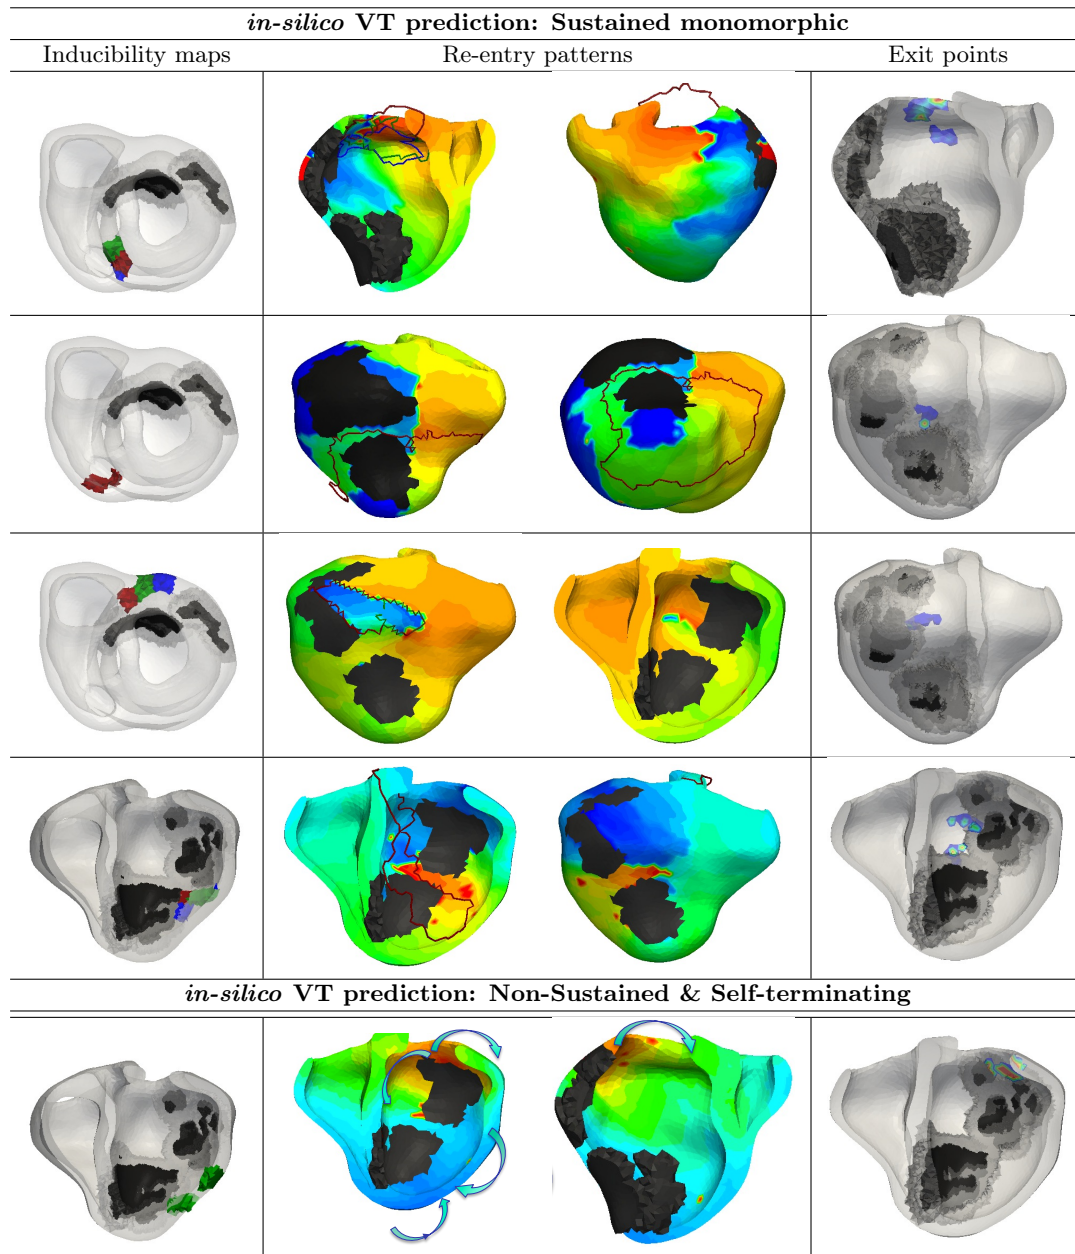 in-silico VT prediction: Sustained monomorphic
Inducibility maps Re-entry patterns Exit points
in-silico VT prediction: Non-Sustained & Self-terminating